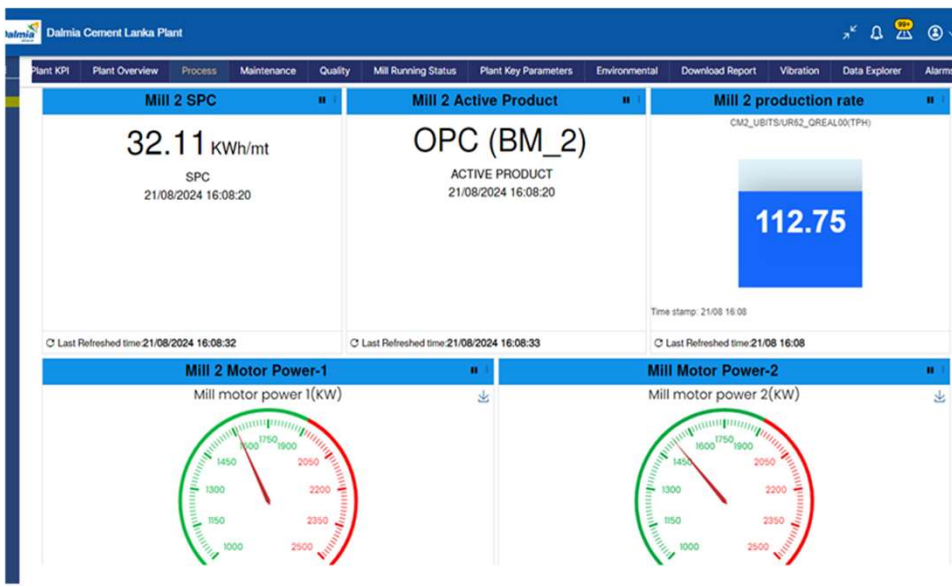 Dalmia
Dalmia Cement Lanka Plant
99+
Plant KPI Plant Overview Process Maintenance Quality Mill Running Status Plant Key Parameters Environmental Download Report Vibration Data Explorer Alarms
Mill 2 SPC
32.11 KWh/mt
SPC
21/08/2024 16:08:20
Last Refreshed time:21/08/2024 16:08:32
Mill 2 Active Product
OPC (BM_2)
ACTIVE PRODUCT
21/08/2024 16:08:20
Last Refreshed time:21/08/2024 16:08:33
Mill 2 production rate
CM2_UBITS/UR62_QREAL00(TPH)
112.75
Time stamp: 21/08 16:08
Last Refreshed time:21/08 16:08
Mill 2 Motor Power-1
Mill motor power 1(KW)
1000 1150 1300 1450 1600 1750 1900 2050 2200 2350 2500
Mill Motor Power-2
Mill motor power 2(KW)
1000 1150 1300 1450 1600 1750 1900 2050 2200 2350 2500